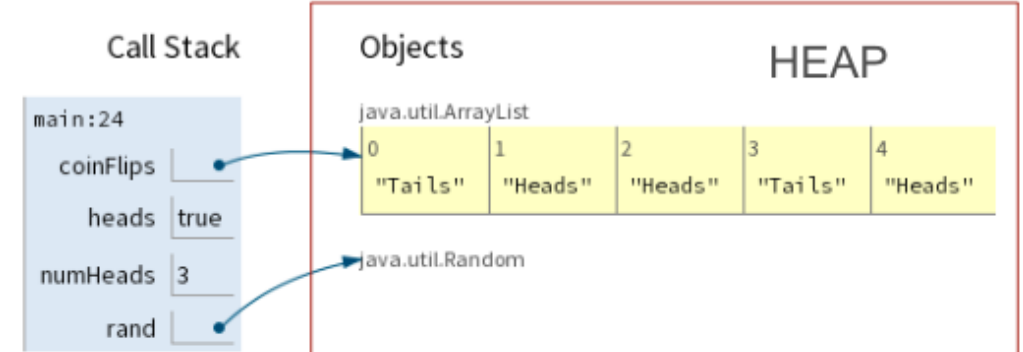 Call Stack
Objects
HEAP
main:24
java.util.ArrayList
coinFlips
0 1 2 3 4
"Tails" "Heads" "Heads" "Tails" "Heads"
heads true
numHeads 3
java.util.Random
rand